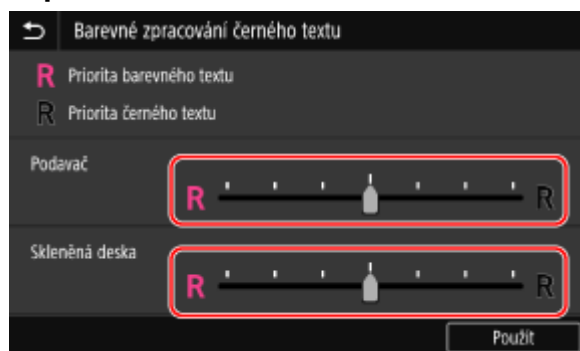 Barevné zpracování černého textu
R Priorita barevného textu
R Priorita černého textu
Podavač
R R
Skleněná deska
R R
Použít